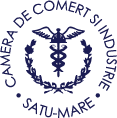 CAMERA DE COMERT SI INDUSTRIE
• SATU-MARE •